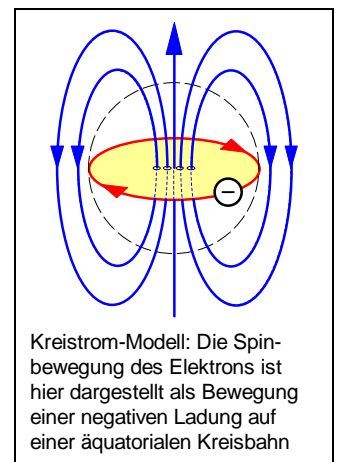 −
Kreistrom-Modell: Die Spin-
bewegung des Elektrons ist
hier dargestellt als Bewegung
einer negativen Ladung auf
einer äquatorialen Kreisbahn